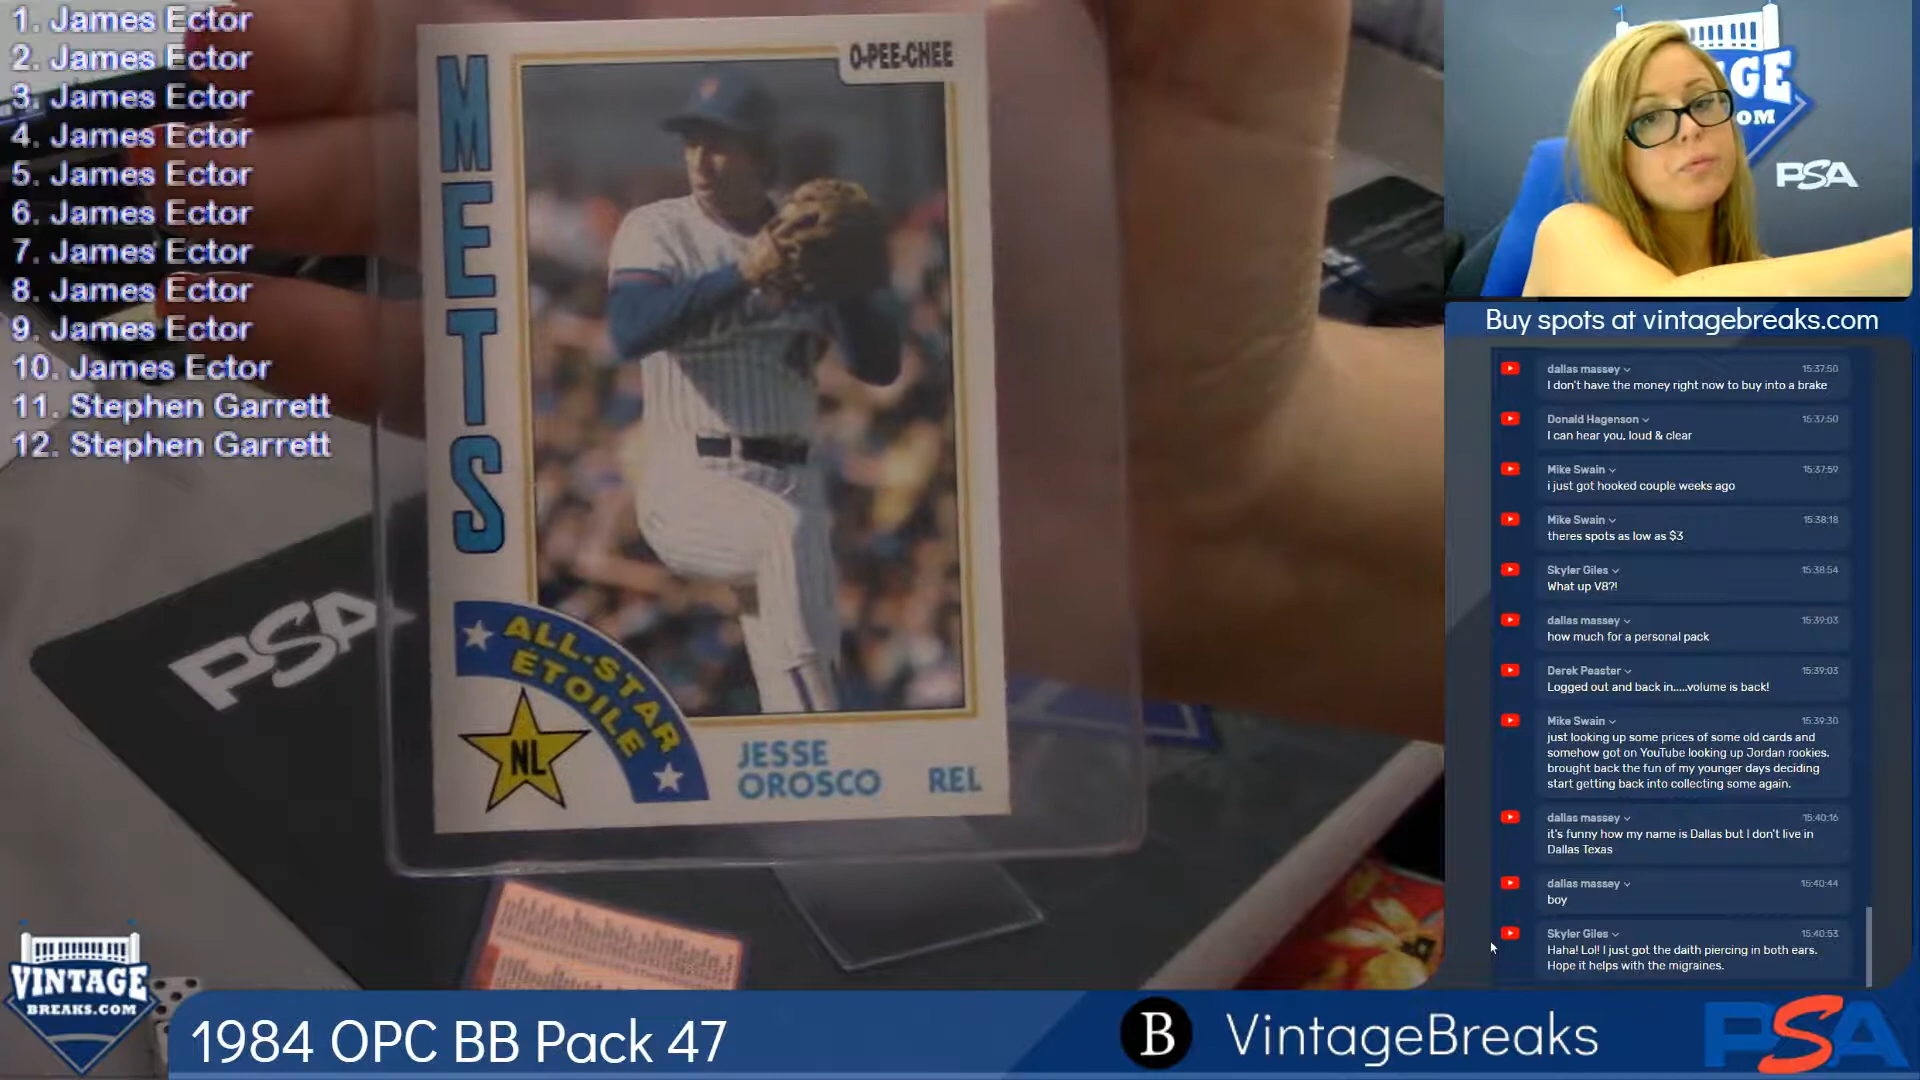 1. James Ector
2. James Ector
3. James Ector
4. James Ector
5. James Ector
6. James Ector
7. James Ector
8. James Ector
9. James Ector
10. James Ector
11. Stephen Garrett
12. Stephen Garrett
METS
O-PEE-CHEE
ALL-STAR
ÉTOILE
NL
JESSE
OROSCO
REL
PSA
GE
OM
PSA
Buy spots at vintagebreaks.com
dallas massey 15:37:50
I don't have the money right now to buy into a brake
Donald Hagenson 15:37:50
I can hear you, loud & clear
Mike Swain 15:37:59
i just got hooked couple weeks ago
Mike Swain 15:38:18
theres spots as low as $3
Skyler Giles 15:38:54
What up VB?!
dallas massey 15:39:03
how much for a personal pack
Derek Peaster 15:39:03
Logged out and back in.....volume is back!
Mike Swain 15:39:30
just looking up some prices of some old cards and
somehow got on YouTube looking up Jordan rookies.
brought back the fun of my younger days deciding
start getting back into collecting some again.
dallas massey 15:40:16
it's funny how my name is Dallas but I don't live in
Dallas Texas
dallas massey 15:40:44
boy
Skyler Giles 15:40:53
Haha! Lol! I just got the daith piercing in both ears.
Hope it helps with the migraines.
VINTAGE
BREAKS.COM
1984 OPC BB Pack 47
B VintageBreaks
PSA